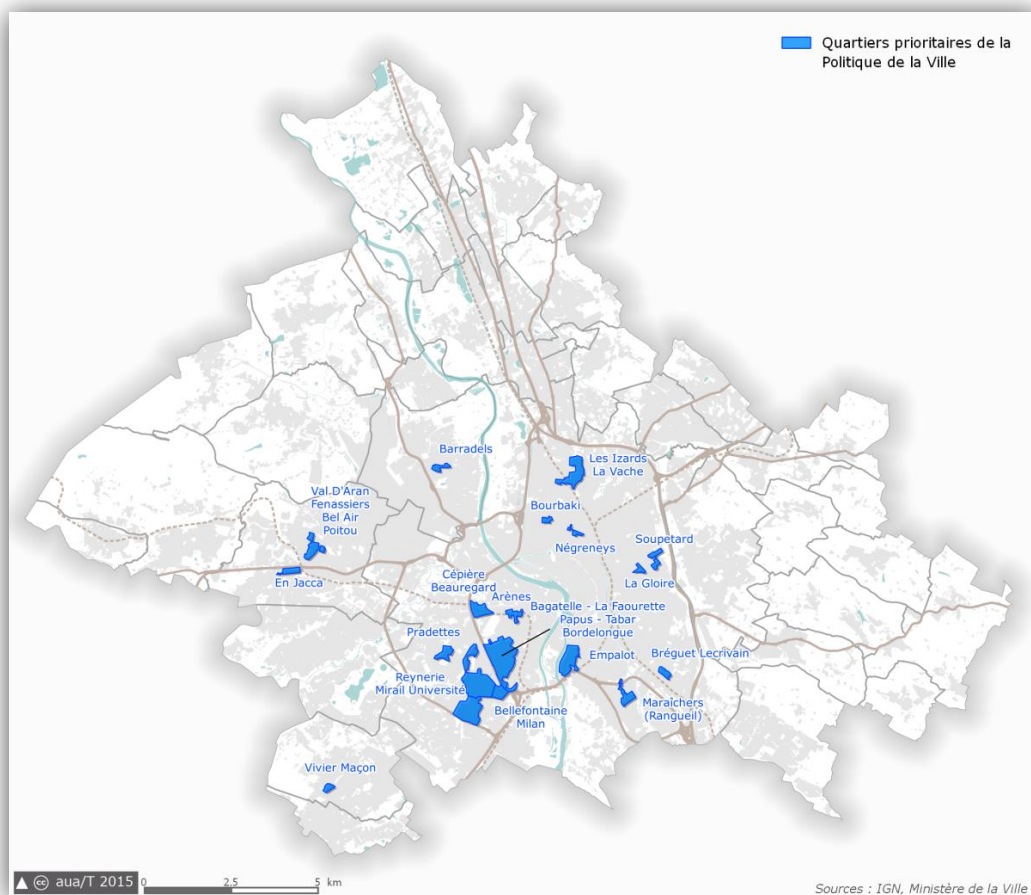 Quartiers prioritaires de la
Politique de la Ville
Barradels
Les Izards
La Vache
Val D'Aran
Fenassiers
Bel Air
Poitou
Bourbaki
Négreneys
Soupetard
La Gloire
En Jacca
Cépière
Beauregard
Arènes
Bagatelle - La Faourette
Papus - Tabar
Bordelongue
Pradettes
Empalot
Bréguet Lecrivain
Reynerie
Mirail Université
Bellefontaine
Milan
Maraîchers
(Rangueil)
Vivier Maçon
cc aua/T 2015
0 2.5 5 km
Sources : IGN, Ministère de la Ville